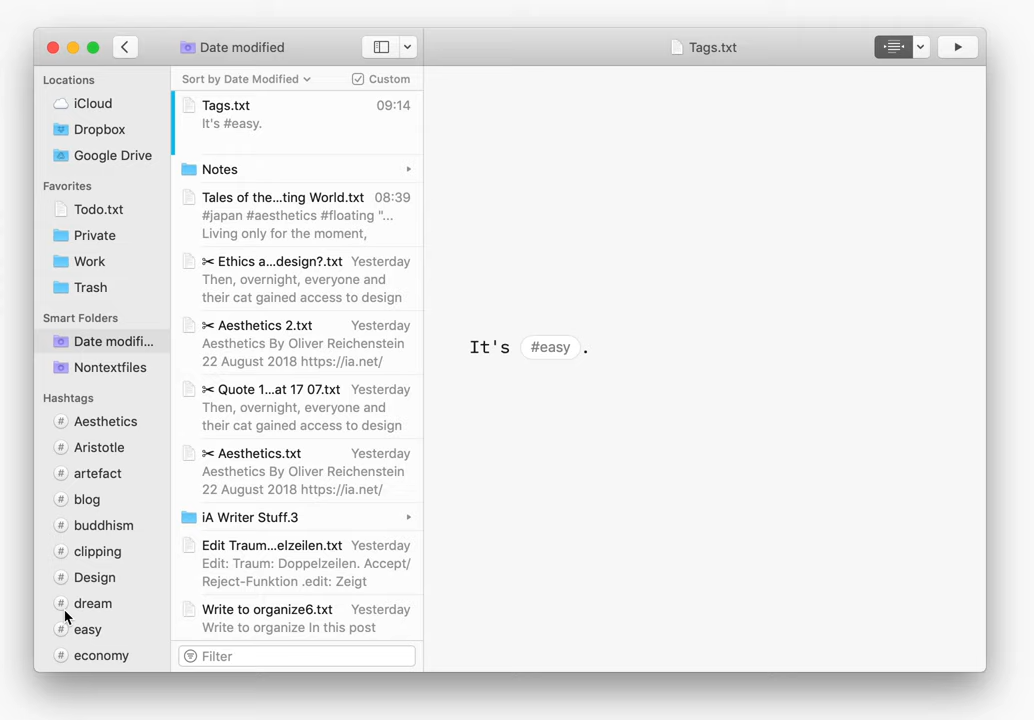 Date modified
Tags.txt
Locations
iCloud
Dropbox
Google Drive
Favorites
Todo.txt
Private
Work
Trash
Smart Folders
Date modifi...
Nontextfiles
Hashtags
# Aesthetics
# Aristotle
# artefact
# blog
# buddhism
# clipping
# Design
# dream
# easy
# economy
Sort by Date Modified
Custom
Tags.txt 09:14
It's #easy.
Notes
Tales of the...ting World.txt 08:39
#japan #aesthetics #floating "...
Living only for the moment,
✂ Ethics a...design?.txt Yesterday
Then, overnight, everyone and
their cat gained access to design
✂ Aesthetics 2.txt Yesterday
Aesthetics By Oliver Reichenstein
22 August 2018 https://ia.net/
✂ Quote 1...at 17 07.txt Yesterday
Then, overnight, everyone and
their cat gained access to design
✂ Aesthetics.txt Yesterday
Aesthetics By Oliver Reichenstein
22 August 2018 https://ia.net/
iA Writer Stuff.3
Edit Traum...elzeilen.txt Yesterday
Edit: Traum: Doppelzeilen. Accept/
Reject-Funktion .edit: Zeigt
Write to organize6.txt Yesterday
Write to organize In this post
Filter
It's #easy.